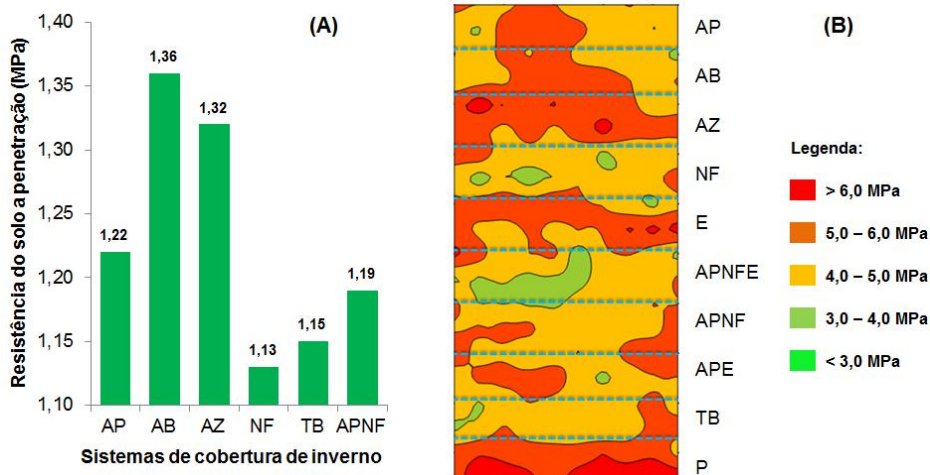 (A)
Resistência do solo a penetração (MPa)
1,40
1,35
1,30
1,25
1,20
1,15
1,10
1,22
1,36
1,32
1,13
1,15
1,19
AP AB AZ NF TB APNF
Sistemas de cobertura de inverno
(B)
AP
AB
AZ
NF
E
APNFE
APNF
APE
TB
P
Legenda:
> 6,0 MPa
5,0 – 6,0 MPa
4,0 – 5,0 MPa
3,0 – 4,0 MPa
< 3,0 MPa